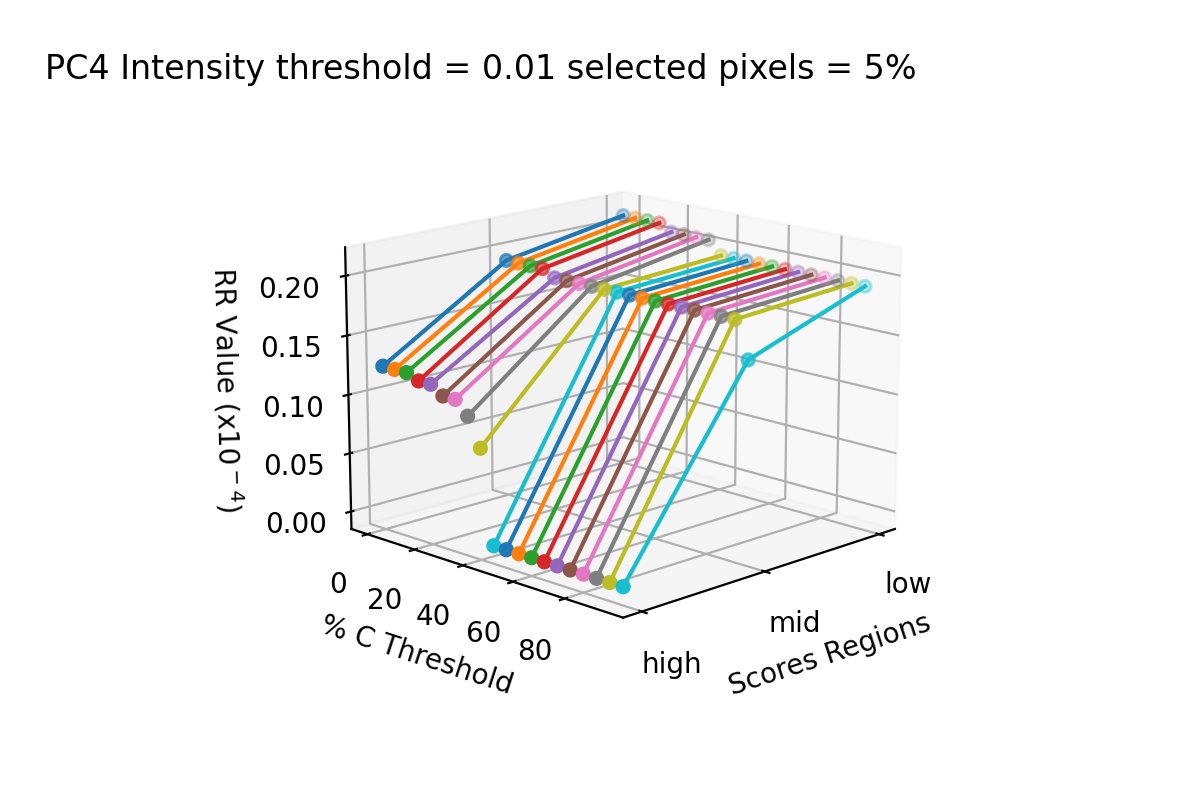 PC4 Intensity threshold = 0.01 selected pixels = 5%
RR Value (x10⁻⁴)
0.20
0.15
0.10
0.05
0.00
0
20
40
60
80
% C Threshold
high
mid
low
Scores Regions